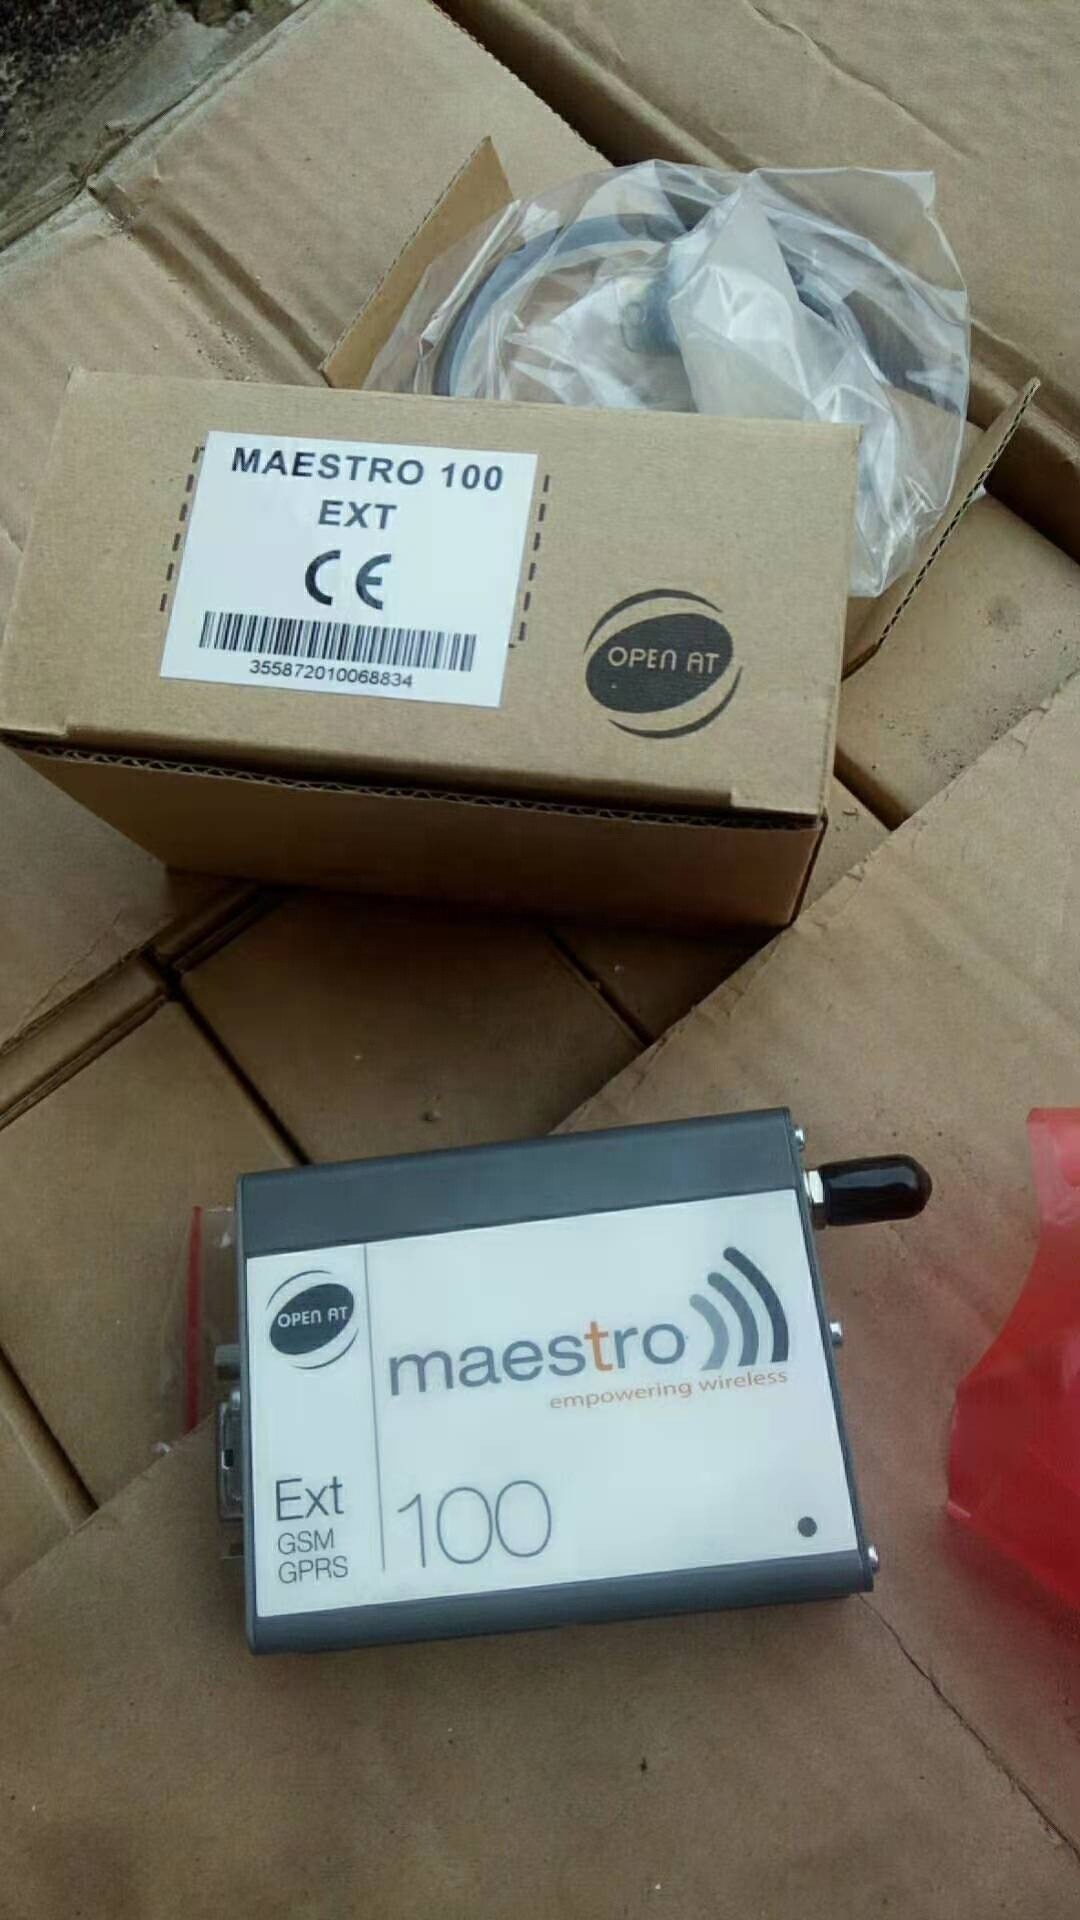 MAESTRO 100
EXT
CE
355872010068834
OPEN AT
OPEN AT
maestro
empowering wireless
Ext
GSM
GPRS
100